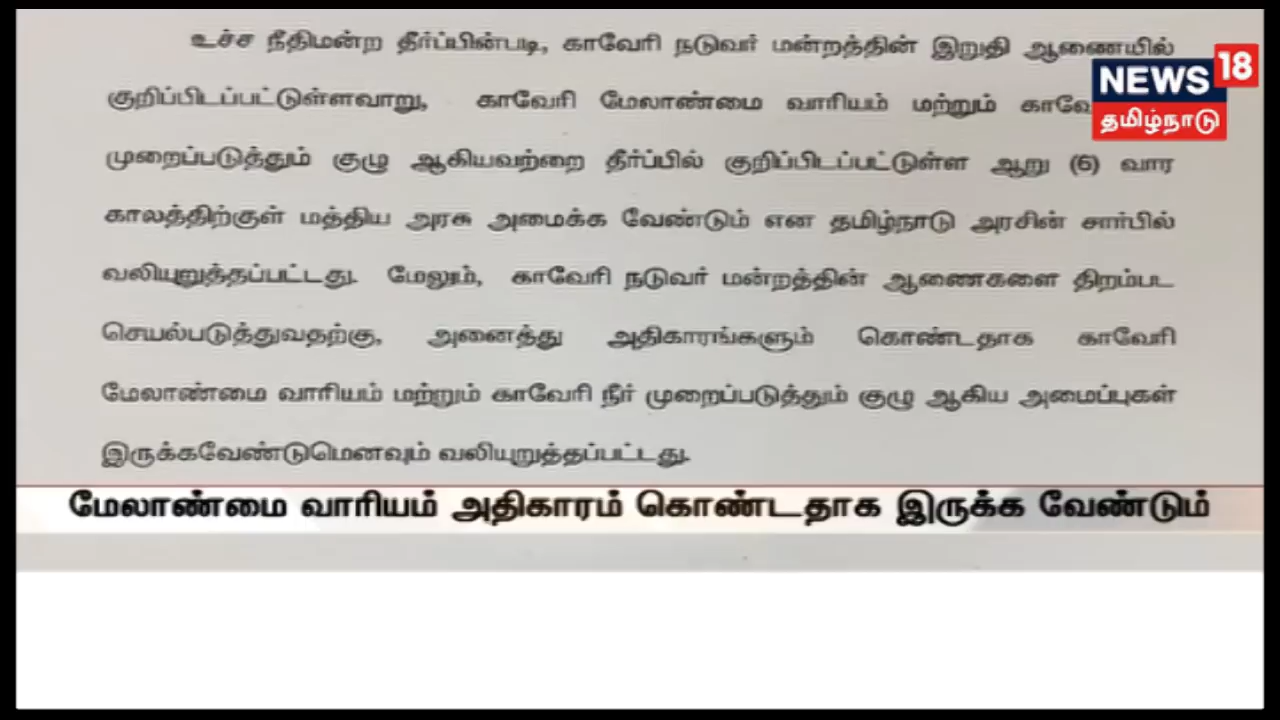 உச்ச நீதிமன்ற தீர்ப்பின்படி, காவேரி நடுவர் மன்றத்தின் இறுதி ஆணையில்
குறிப்பிடப்பட்டுள்ளவாறு, காவேரி மேலாண்மை வாரியம் மற்றும்
முறைப்படுத்தும் குழு ஆகியவற்றை தீர்ப்பில் குறிப்பிடப்பட்டுள்ள ஆறு (6) வார
காலத்திற்குள் மத்திய அரசு அமைக்க வேண்டும் என தமிழ்நாடு அரசின் சார்பில்
வலியுறுத்தப்பட்டது. மேலும், காவேரி நடுவர் மன்றத்தின் ஆணைகளை திறம்பட
செயல்படுத்துவதற்கு, அனைத்து அதிகாரங்களும் கொண்டதாக காவேரி
மேலாண்மை வாரியம் மற்றும் காவேரி நீர் முறைப்படுத்தும் குழு ஆகிய அமைப்புகள்
இருக்கவேண்டுமெனவும் வலியுறுத்தப்பட்டது.
மேலாண்மை வாரியம் அதிகாரம் கொண்டதாக இருக்க வேண்டும்
NEWS 18
தமிழ்நாடு